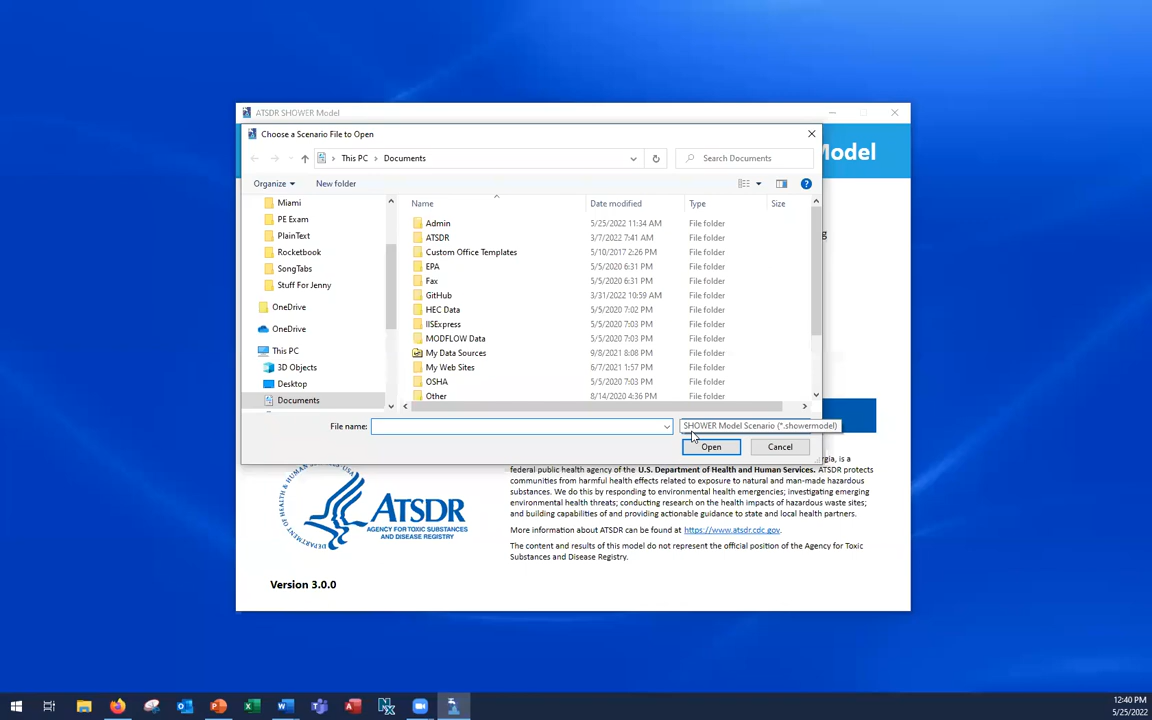 ATSDR SHOWER Model
Choose a Scenario File to Open
Model
This PC
Documents
Search Documents
Organize
New folder
Name
Date modified
Type
Size
Miami
PE Exam
PlainText
Rocketbook
SongTabs
Stuff For Jenny
OneDrive
OneDrive
This PC
3D Objects
Desktop
Documents
Admin 5/25/2022 11:34 AM File folder
ATSDR 3/7/2022 7:41 AM File folder
Custom Office Templates 5/10/2017 2:26 PM File folder
EPA 5/5/2020 6:31 PM File folder
Fax 5/5/2020 6:31 PM File folder
GitHub 3/31/2022 10:59 AM File folder
HEC Data 5/5/2020 7:02 PM File folder
IISExpress 5/5/2020 7:03 PM File folder
MODFLOW Data 5/5/2020 7:03 PM File folder
My Data Sources 9/8/2021 8:08 PM File folder
My Web Sites 6/7/2021 1:57 PM File folder
OSHA 5/5/2020 7:03 PM File folder
Other 8/14/2020 4:36 PM File folder
g
File name:
SHOWER Model Scenario (*.showermodel)
Open
Cancel
DEPARTMENT OF HEALTH & HUMAN SERVICES • USA
ATSDR
AGENCY FOR TOXIC SUBSTANCES
AND DISEASE REGISTRY
rgia, is a
federal public health agency of the U.S. Department of Health and Human Services. ATSDR protects
communities from harmful health effects related to exposure to natural and man-made hazardous
substances. We do this by responding to environmental health emergencies; investigating emerging
environmental health threats; conducting research on the health impacts of hazardous waste sites;
and building capabilities of and providing actionable guidance to state and local health partners.
More information about ATSDR can be found at https://www.atsdr.cdc.gov.
The content and results of this model do not represent the official position of the Agency for Toxic
Substances and Disease Registry.
Version 3.0.0
12:40 PM
5/25/2022